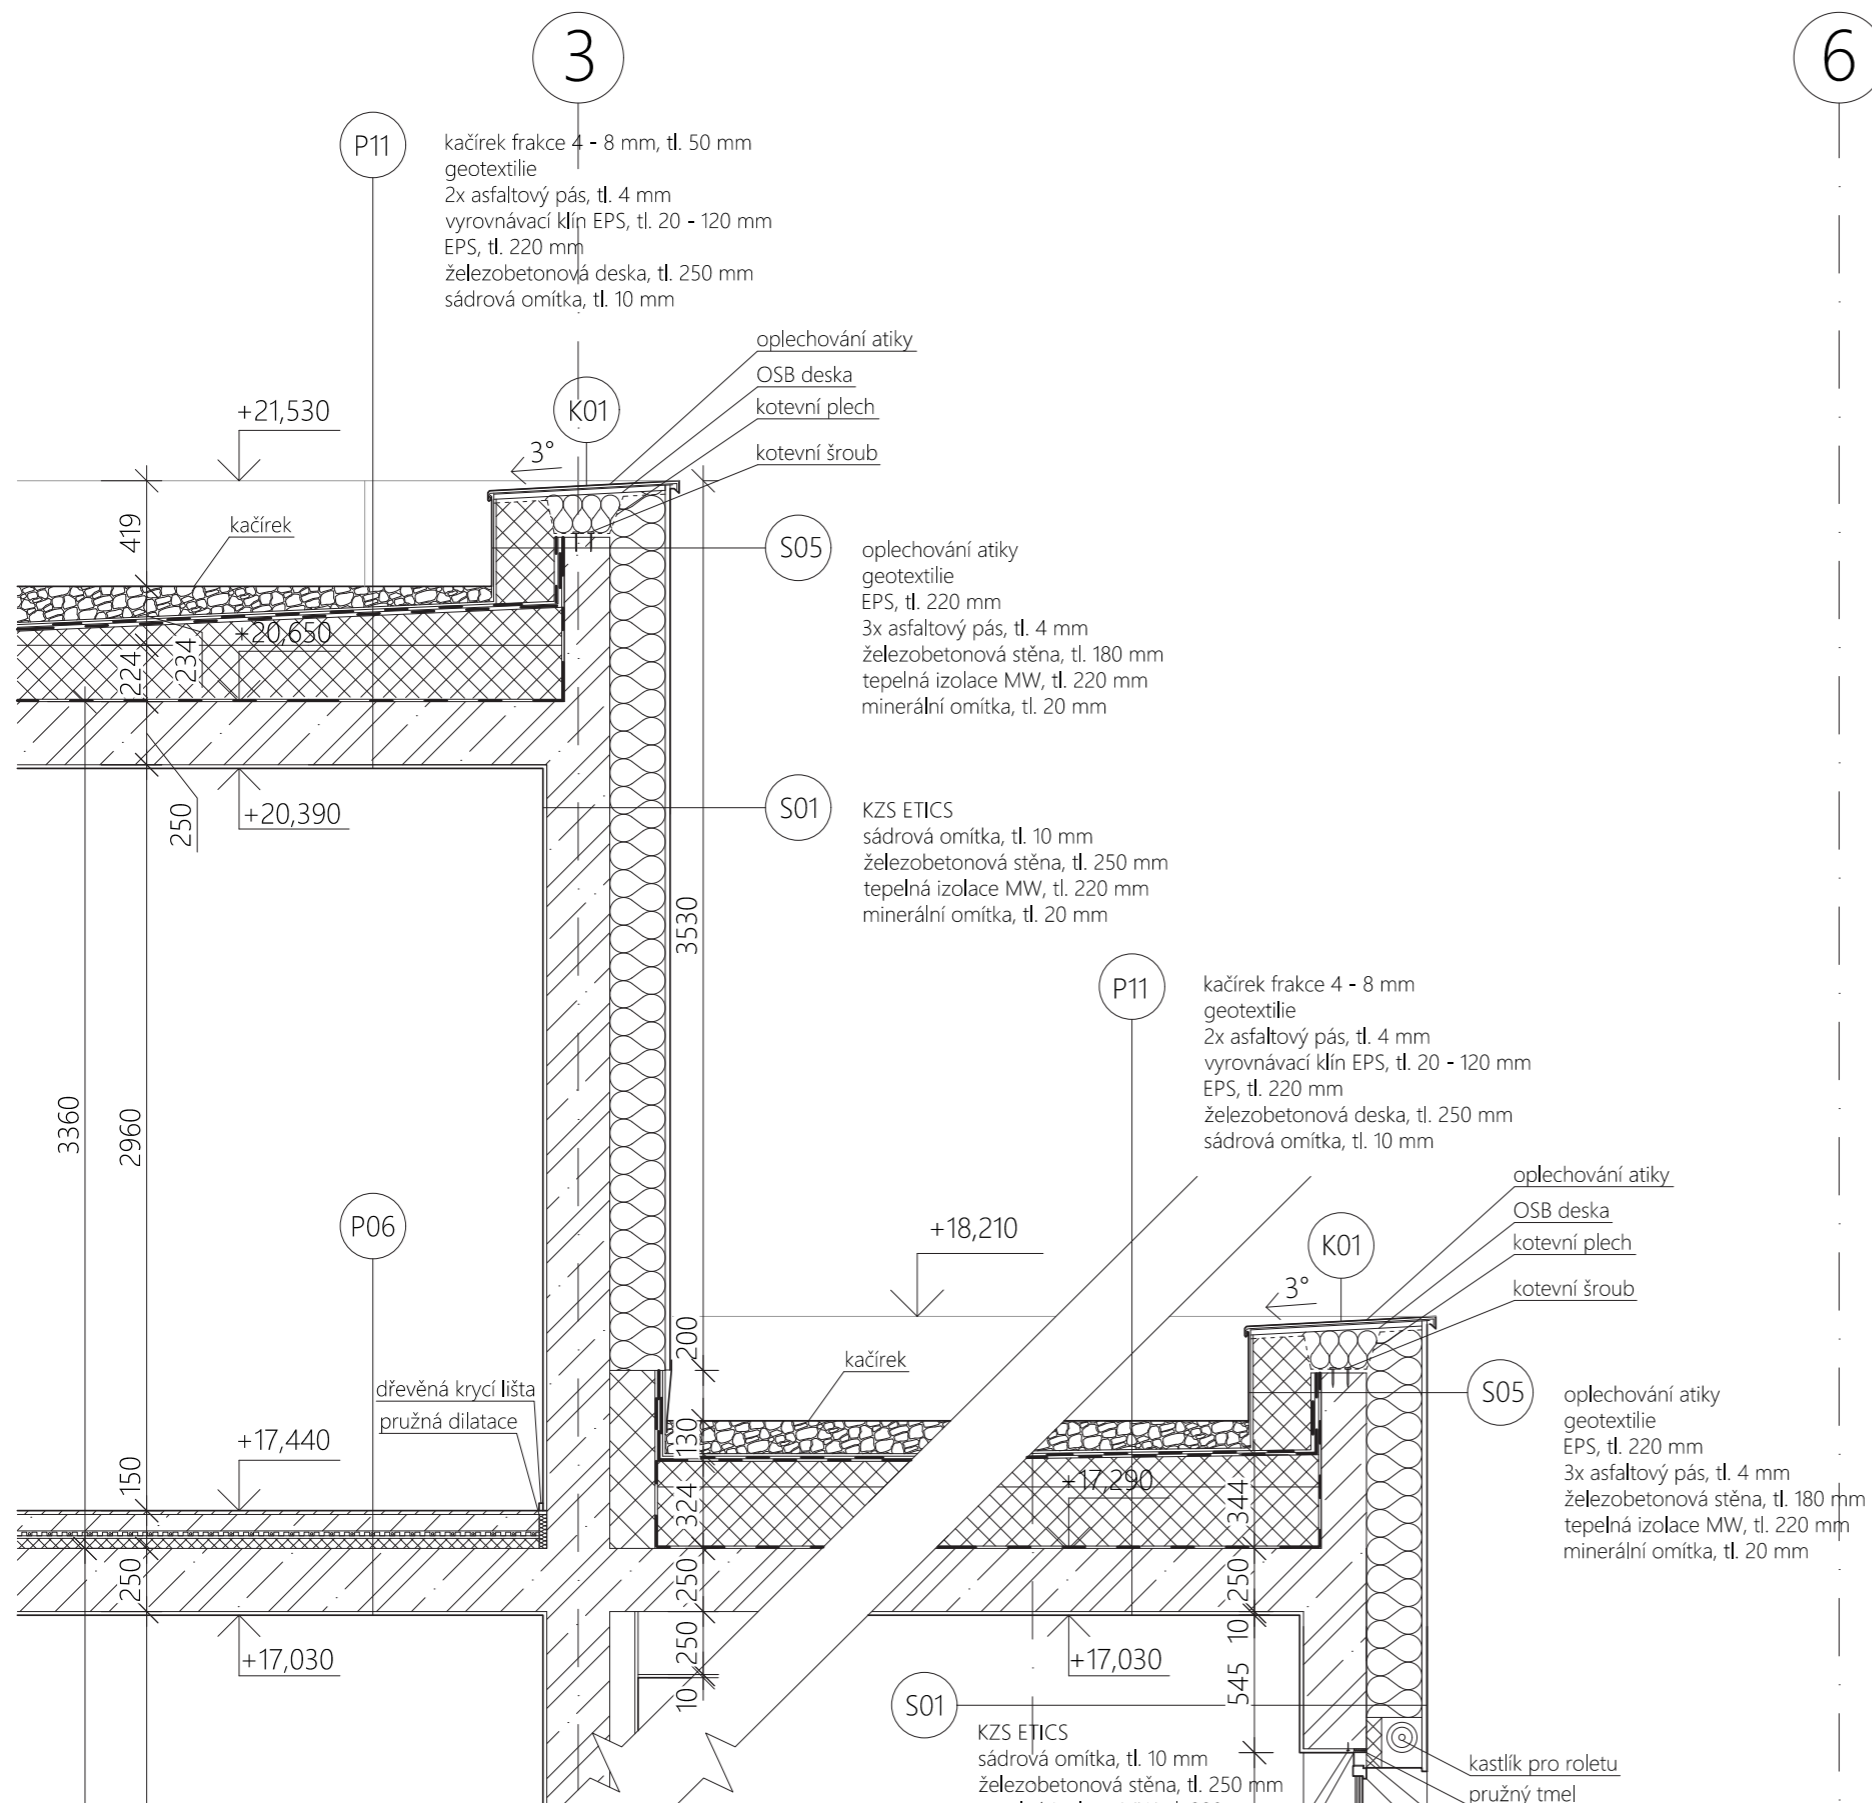 3
6
P11
kačírek frakce 4 - 8 mm, tl. 50 mm
geotextilie
2x asfaltový pás, tl. 4 mm
vyrovnávací klín EPS, tl. 20 - 120 mm
EPS, tl. 220 mm
železobetonová deska, tl. 250 mm
sádrová omítka, tl. 10 mm
oplechování atiky
OSB deska
kotevní plech
kotevní šroub
K01
3°
+21,530
419
kačírek
S05
oplechování atiky
geotextilie
EPS, tl. 220 mm
3x asfaltový pás, tl. 4 mm
železobetonová stěna, tl. 180 mm
tepelná izolace MW, tl. 220 mm
minerální omítka, tl. 20 mm
+20,650
224
234
250
+20,390
S01
KZS ETICS
sádrová omítka, tl. 10 mm
železobetonová stěna, tl. 250 mm
tepelná izolace MW, tl. 220 mm
minerální omítka, tl. 20 mm
3530
P11
kačírek frakce 4 - 8 mm
geotextilie
2x asfaltový pás, tl. 4 mm
vyrovnávací klín EPS, tl. 20 - 120 mm
EPS, tl. 220 mm
železobetonová deska, tl. 250 mm
sádrová omítka, tl. 10 mm
3360
2960
P06
+18,210
K01
3°
oplechování atiky
OSB deska
kotevní plech
kotevní šroub
200
kačírek
dřevěná krycí lišta
pružná dilatace
+17,440
150
130
324
+17,290
344
S05
oplechování atiky
geotextilie
EPS, tl. 220 mm
3x asfaltový pás, tl. 4 mm
železobetonová stěna, tl. 180 mm
tepelná izolace MW, tl. 220 mm
minerální omítka, tl. 20 mm
250
250
250
+17,030
250
10
+17,030
10
545
S01
KZS ETICS
sádrová omítka, tl. 10 mm
železobetonová stěna, tl. 250 mm
kastlík pro roletu
pružný tmel